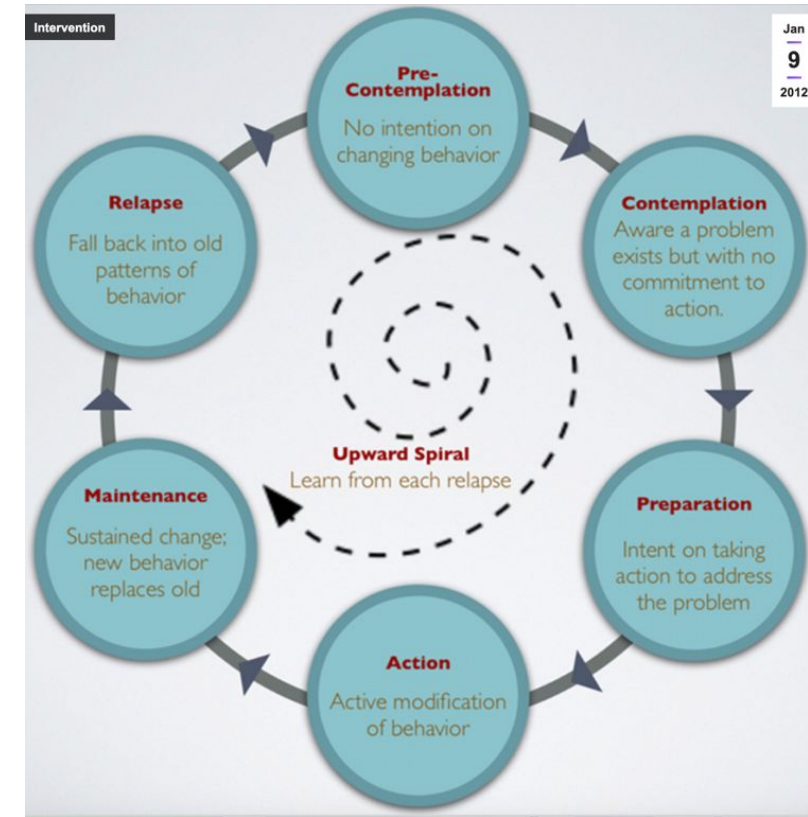 Intervention
Jan
9
2012
Pre-
Contemplation
No intention on
changing behavior
Contemplation
Aware a problem
exists but with no
commitment to
action.
Preparation
Intent on taking
action to address
the problem
Action
Active modification
of behavior
Maintenance
Sustained change;
new behavior
replaces old
Relapse
Fall back into old
patterns of
behavior
Upward Spiral
Learn from each relapse